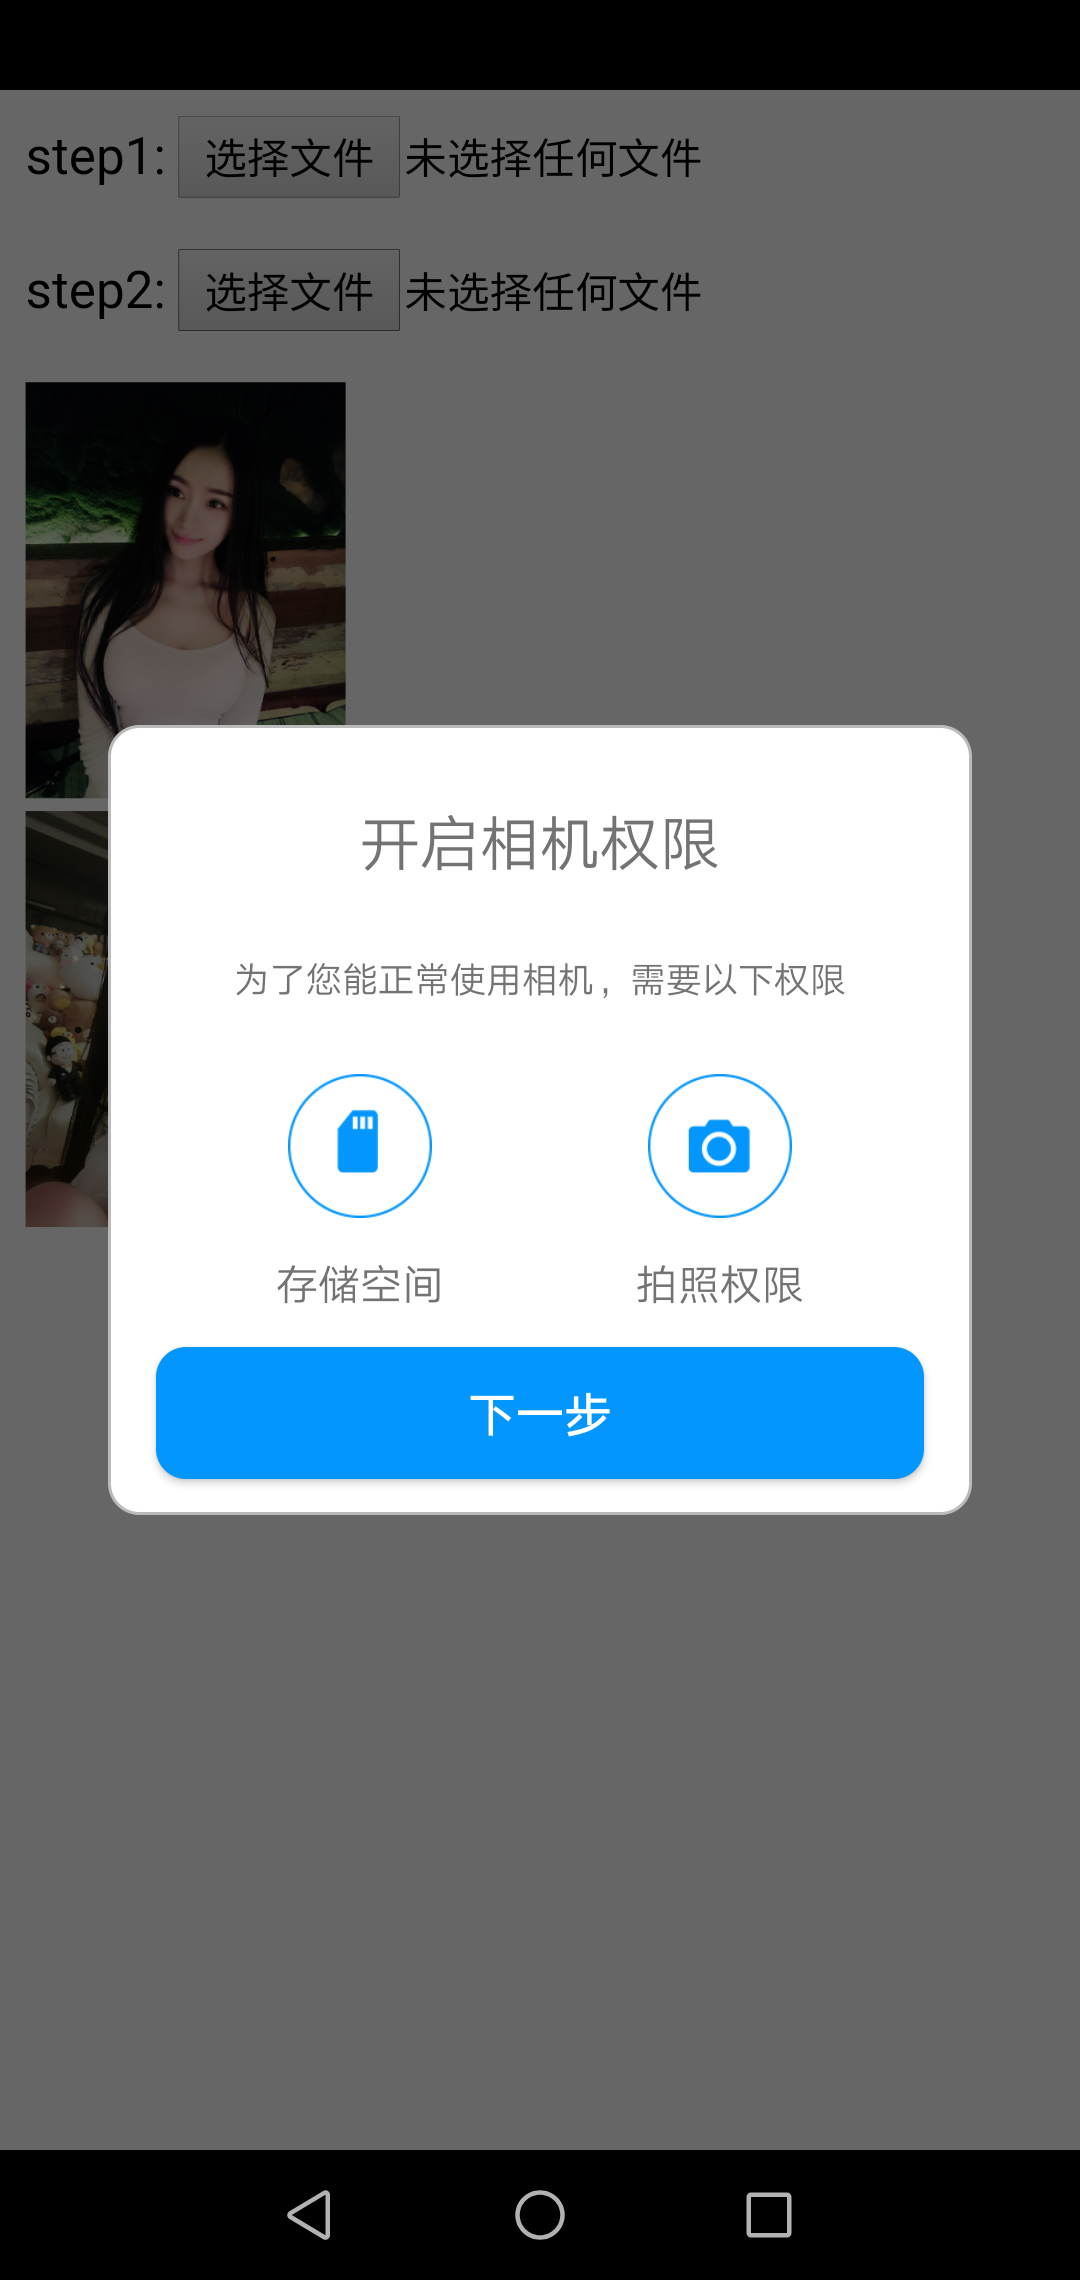 step1: 选择文件 未选择任何文件
step2: 选择文件 未选择任何文件
开启相机权限
为了您能正常使用相机，需要以下权限
存储空间 拍照权限
下一步